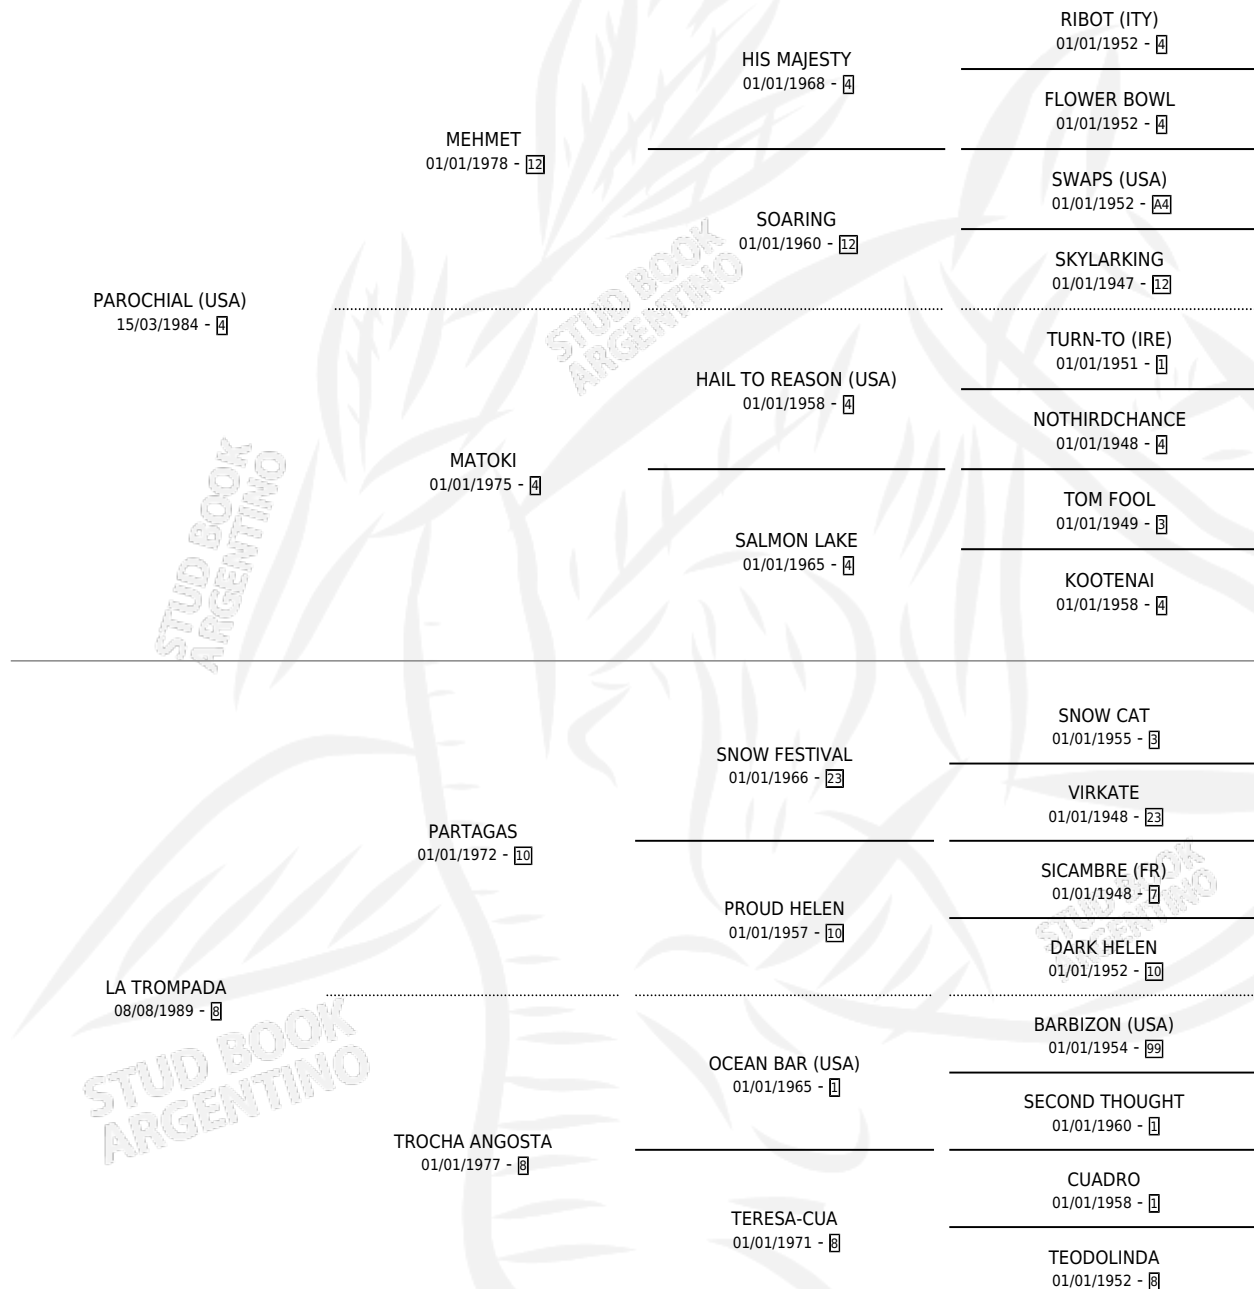 RIBOT (ITY)
01/01/1952 - 4
HIS MAJESTY
01/01/1968 - 4
FLOWER BOWL
01/01/1952 - 4
MEHMET
01/01/1978 - 12
SWAPS (USA)
01/01/1952 - A4
SOARING
01/01/1960 - 12
SKYLARKING
01/01/1947 - 12
PAROCHIAL (USA)
15/03/1984 - 4
TURN-TO (IRE)
01/01/1951 - 1
HAIL TO REASON (USA)
01/01/1958 - 4
NOTHIRDCHANCE
01/01/1948 - 4
MATOKI
01/01/1975 - 4
TOM FOOL
01/01/1949 - 3
SALMON LAKE
01/01/1965 - 4
KOOTENAI
01/01/1958 - 4
SNOW CAT
01/01/1955 - 3
SNOW FESTIVAL
01/01/1966 - 23
VIRKATE
01/01/1948 - 23
PARTAGAS
01/01/1972 - 10
SICAMBRE (FR)
01/01/1948 - 7
PROUD HELEN
01/01/1957 - 10
DARK HELEN
01/01/1952 - 10
LA TROMPADA
08/08/1989 - 8
BARBIZON (USA)
01/01/1954 - 99
OCEAN BAR (USA)
01/01/1965 - 1
SECOND THOUGHT
01/01/1960 - 1
TROCHA ANGOSTA
01/01/1977 - 8
CUADRO
01/01/1958 - 1
TERESA-CUA
01/01/1971 - 8
TEODOLINDA
01/01/1952 - 8
STUD BOOK
ARGENTINO
STUD BOOK
ARGENTINO
STUD BOOK
ARGENTINO
STUD BOOK
ARGENTINO